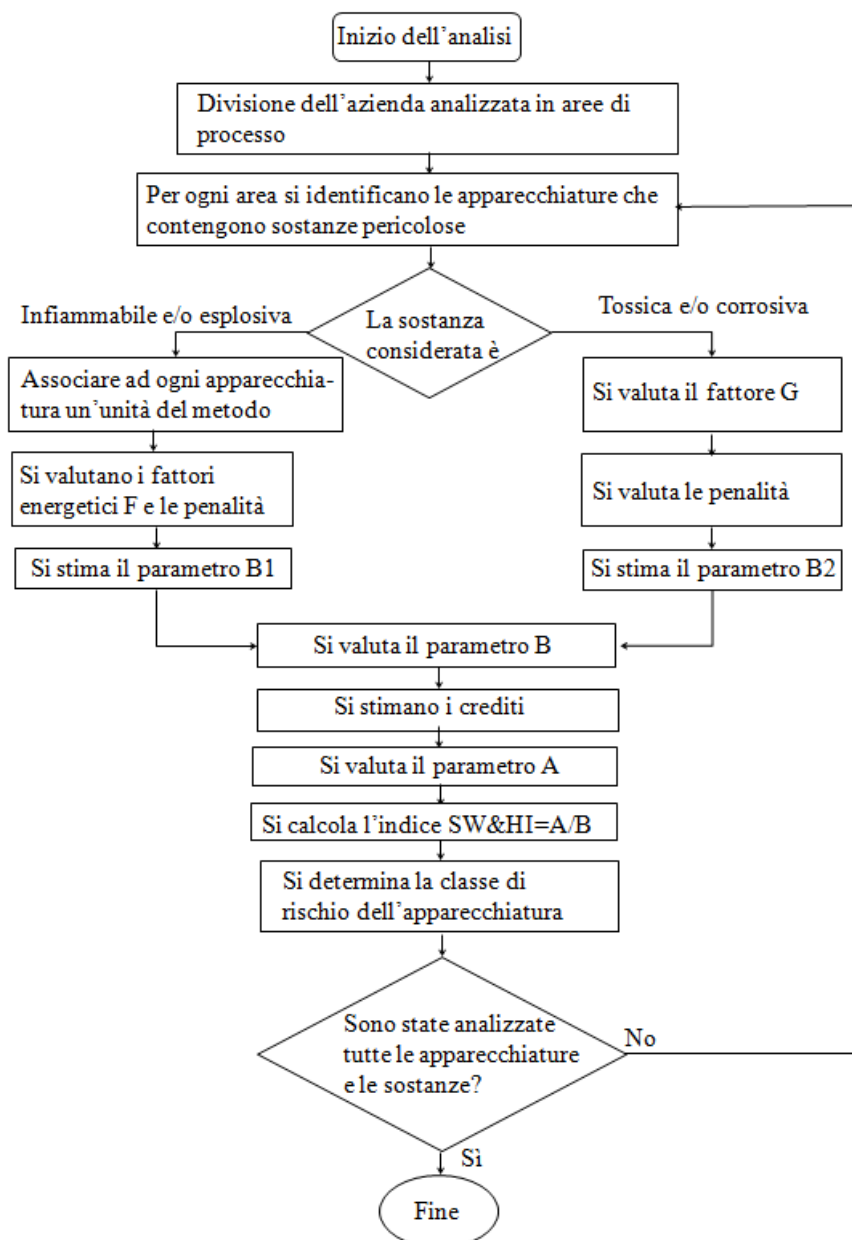 Inizio dell'analisi
Divisione dell'azienda analizzata in aree di
processo
Per ogni area si identificano le apparecchiature che
contengono sostanze pericolose
La sostanza
considerata è
Infiammabile e/o esplosiva
Associare ad ogni apparecchia-
tura un'unità del metodo
Si valutano i fattori
energetici F e le penalità
Si stima il parametro B1
Tossica e/o corrosiva
Si valuta il fattore G
Si valuta le penalità
Si stima il parametro B2
Si valuta il parametro B
Si stimano i crediti
Si valuta il parametro A
Si calcola l'indice SW&HI=A/B
Si determina la classe di
rischio dell'apparecchiatura
Sono state analizzate
tutte le apparecchiature
e le sostanze?
No
Sì
Fine